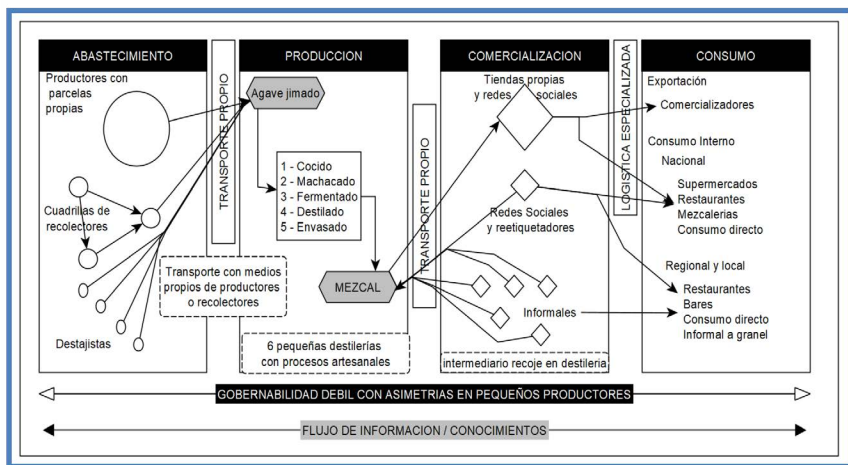 ABASTECIMIENTO
Productores con
parcelas
propias
Cuadrillas de
recolectores
Destajistas
TRANSPORTE PROPIO
Transporte con medios
propios de productores
o recolectores
PRODUCCION
Agave jimado
1 - Cocido
2 - Machacado
3 - Fermentado
4 - Destilado
5 - Envasado
MEZCAL
6 pequeñas destilerías
con procesos artesanales
TRANSPORTE PROPIO
COMERCIALIZACION
Tiendas propias
y redes sociales
Redes Sociales
y reetiquetadores
Informales
intermediario recoje en destileria
LOGISTICA ESPECIALIZADA
CONSUMO
Exportación
Comercializadores
Consumo Interno
Nacional
Supermercados
Restaurantes
Mezcalerias
Consumo directo
Regional y local
Restaurantes
Bares
Consumo directo
Informal a granel
GOBERNABILIDAD DEBIL CON ASIMETRIAS EN PEQUEÑOS PRODUCTORES
FLUJO DE INFORMACION / CONOCIMIENTOS